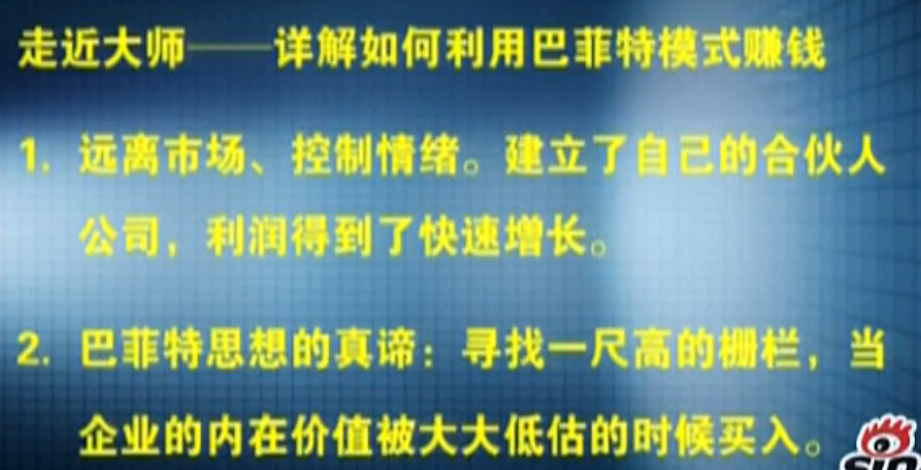 走近大师——详解如何利用巴菲特模式赚钱
1. 远离市场、控制情绪。建立了自己的合伙人
公司，利润得到了快速增长。
2. 巴菲特思想的真谛：寻找一尺高的栅栏，当
企业的内在价值被大大低估的时候买入。